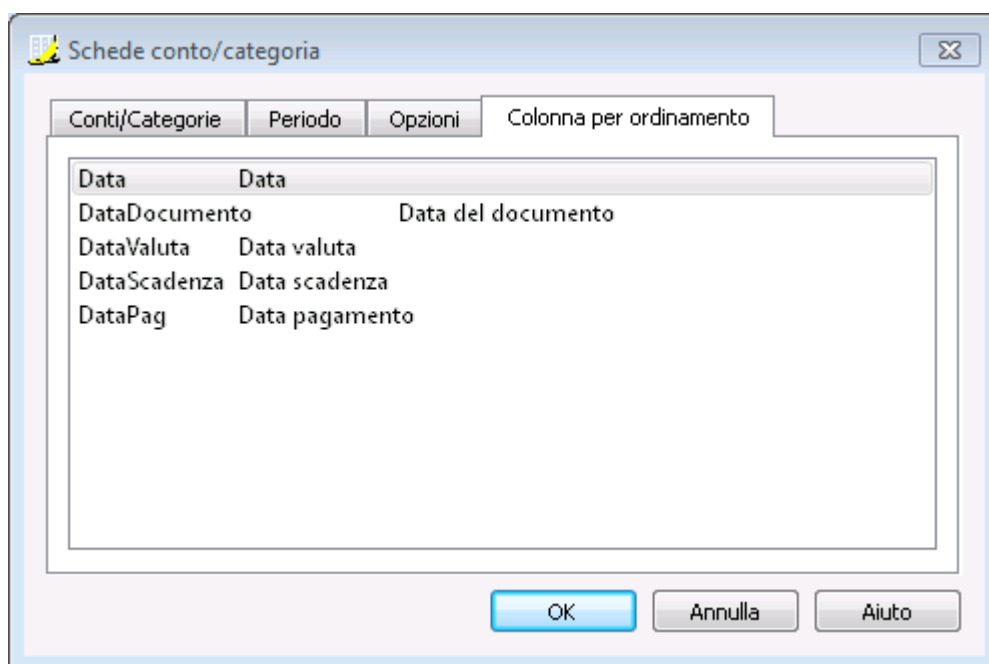 Schede conto/categoria
Conti/Categorie Periodo Opzioni Colonna per ordinamento
Data Data
DataDocumento Data del documento
DataValuta Data valuta
DataScadenza Data scadenza
DataPag Data pagamento
OK Annulla Aiuto